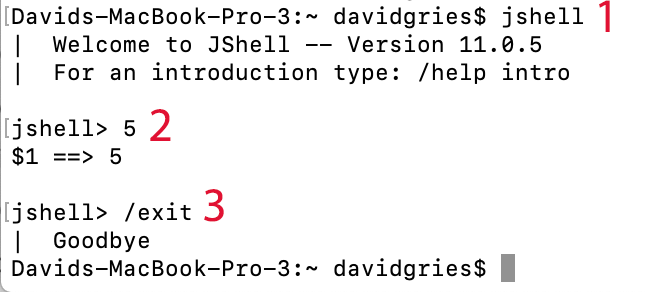 [Davids-MacBook-Pro-3:~ davidgries$ jshell 1
|  Welcome to JShell -- Version 11.0.5
|  For an introduction type: /help intro
[jshell> 5 2
$1 ==> 5
[jshell> /exit 3
|  Goodbye
Davids-MacBook-Pro-3:~ davidgries$